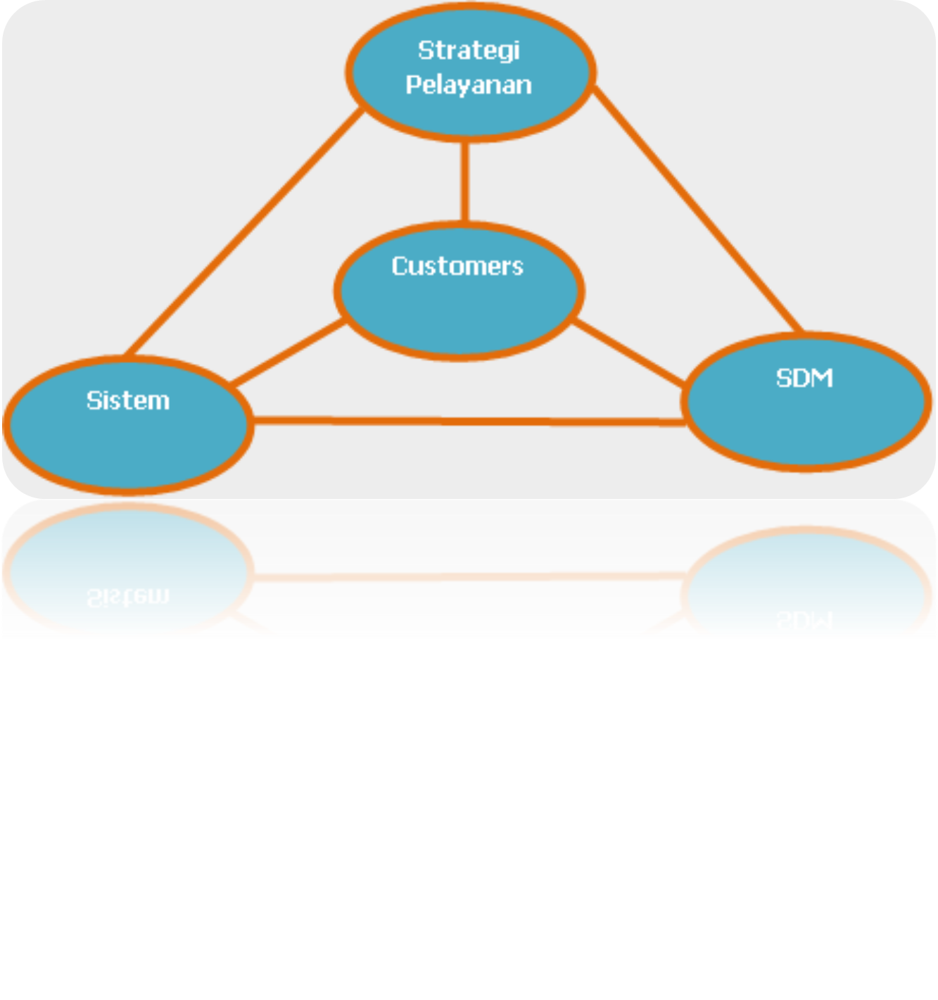 Strategi
Pelayanan
Customers
SDM
Sistem